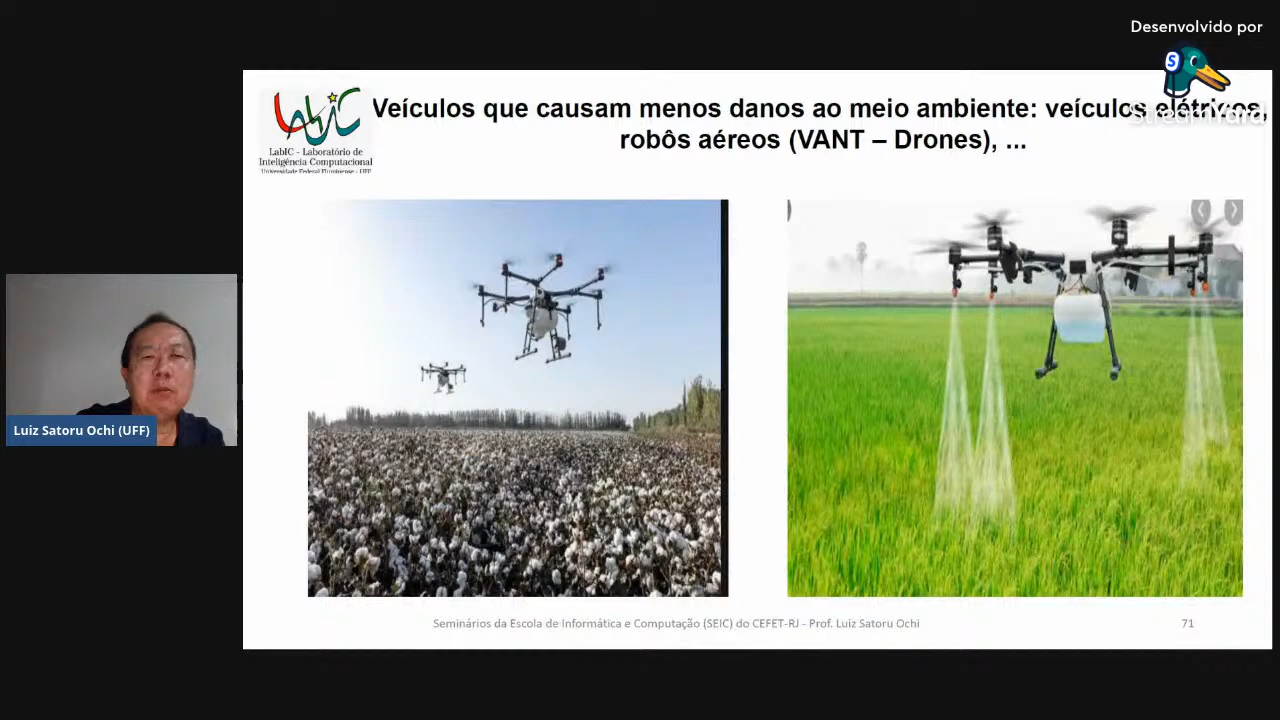 Desenvolvido por
StreamYard
LabIC - Laboratório de
Inteligência Computacional
Universidade Federal Fluminense - UFF
Veículos que causam menos danos ao meio ambiente: veículos elétricos,
robôs aéreos (VANT – Drones), ...
Luiz Satoru Ochi (UFF)
Seminários da Escola de Informática e Computação (SEIC) do CEFET-RJ - Prof. Luiz Satoru Ochi
71